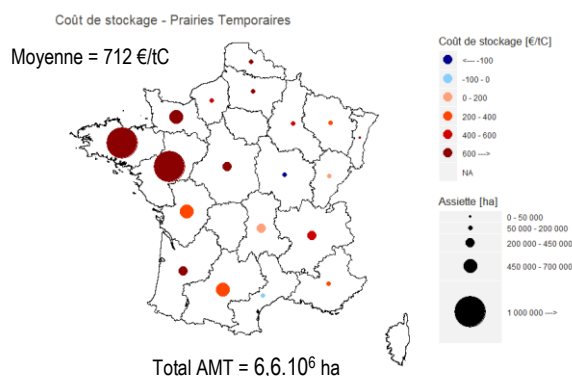 Coût de stockage - Prairies Temporaires
Moyenne = 712 €/tC
Coût de stockage [€/tC]
<--- -100
-100 - 0
0 - 200
200 - 400
400 - 600
600 --->
NA
Assiette [ha]
0 - 50 000
50 000 - 200 000
200 000 - 450 000
450 000 - 700 000
1 000 000 --->
Total AMT = 6,6.10⁶ ha